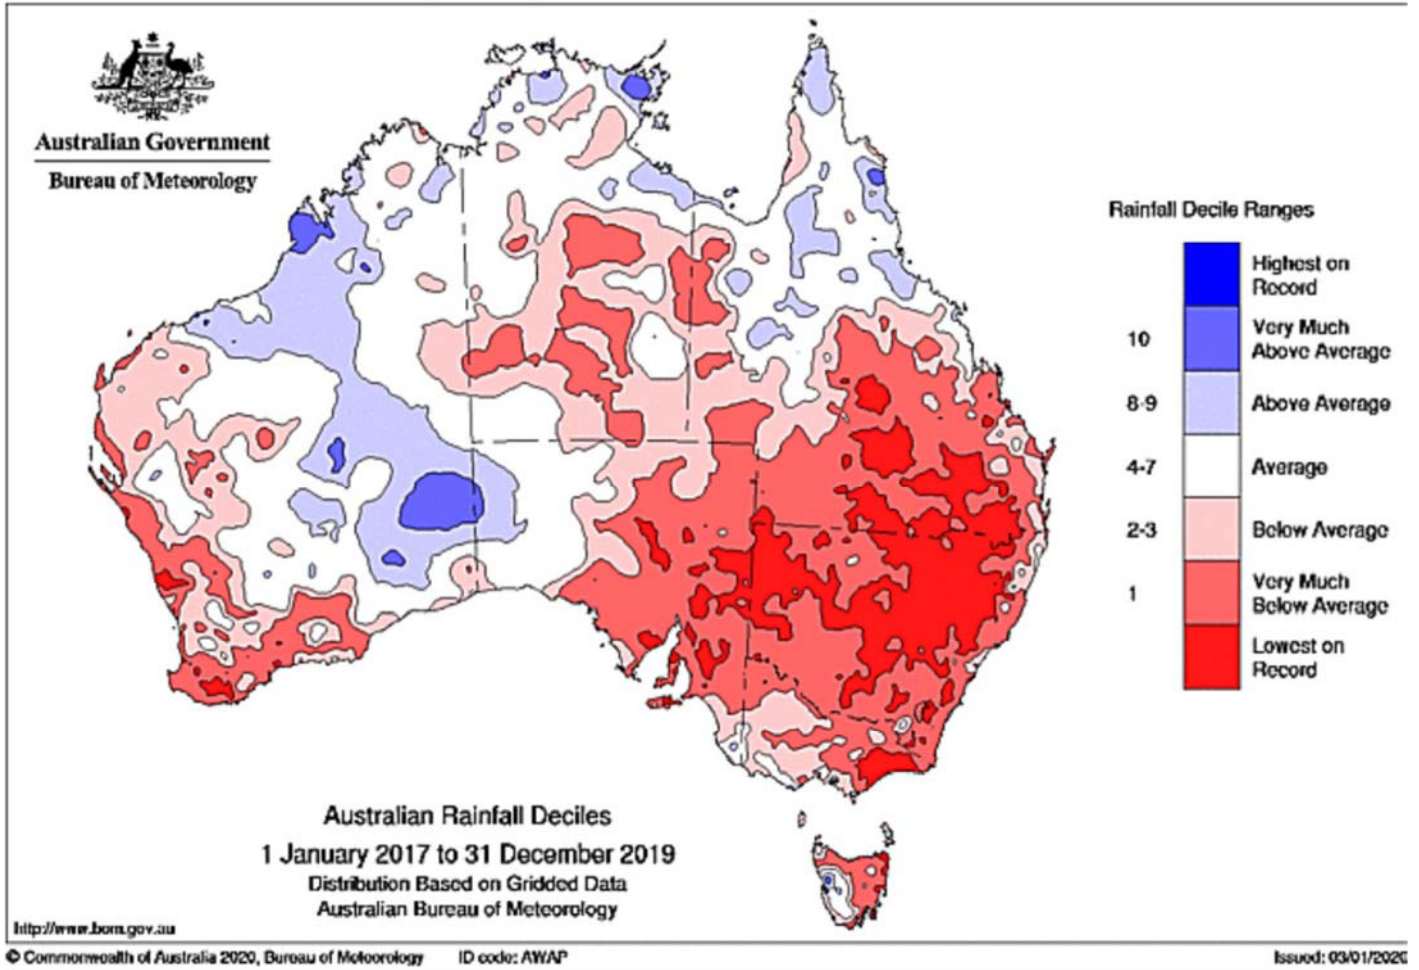 Australian Government
Bureau of Meteorology
Rainfall Decile Ranges
Highest on
Record
10
Very Much
Above Average
8-9
Above Average
4-7
Average
2-3
Below Average
1
Very Much
Below Average
Lowest on
Record
Australian Rainfall Deciles
1 January 2017 to 31 December 2019
Distribution Based on Gridded Data
Australian Bureau of Meteorology
http://www.bom.gov.au
© Commonwealth of Australia 2020, Bureau of Meteorology
ID code: AWAP
Issued: 03/01/2020